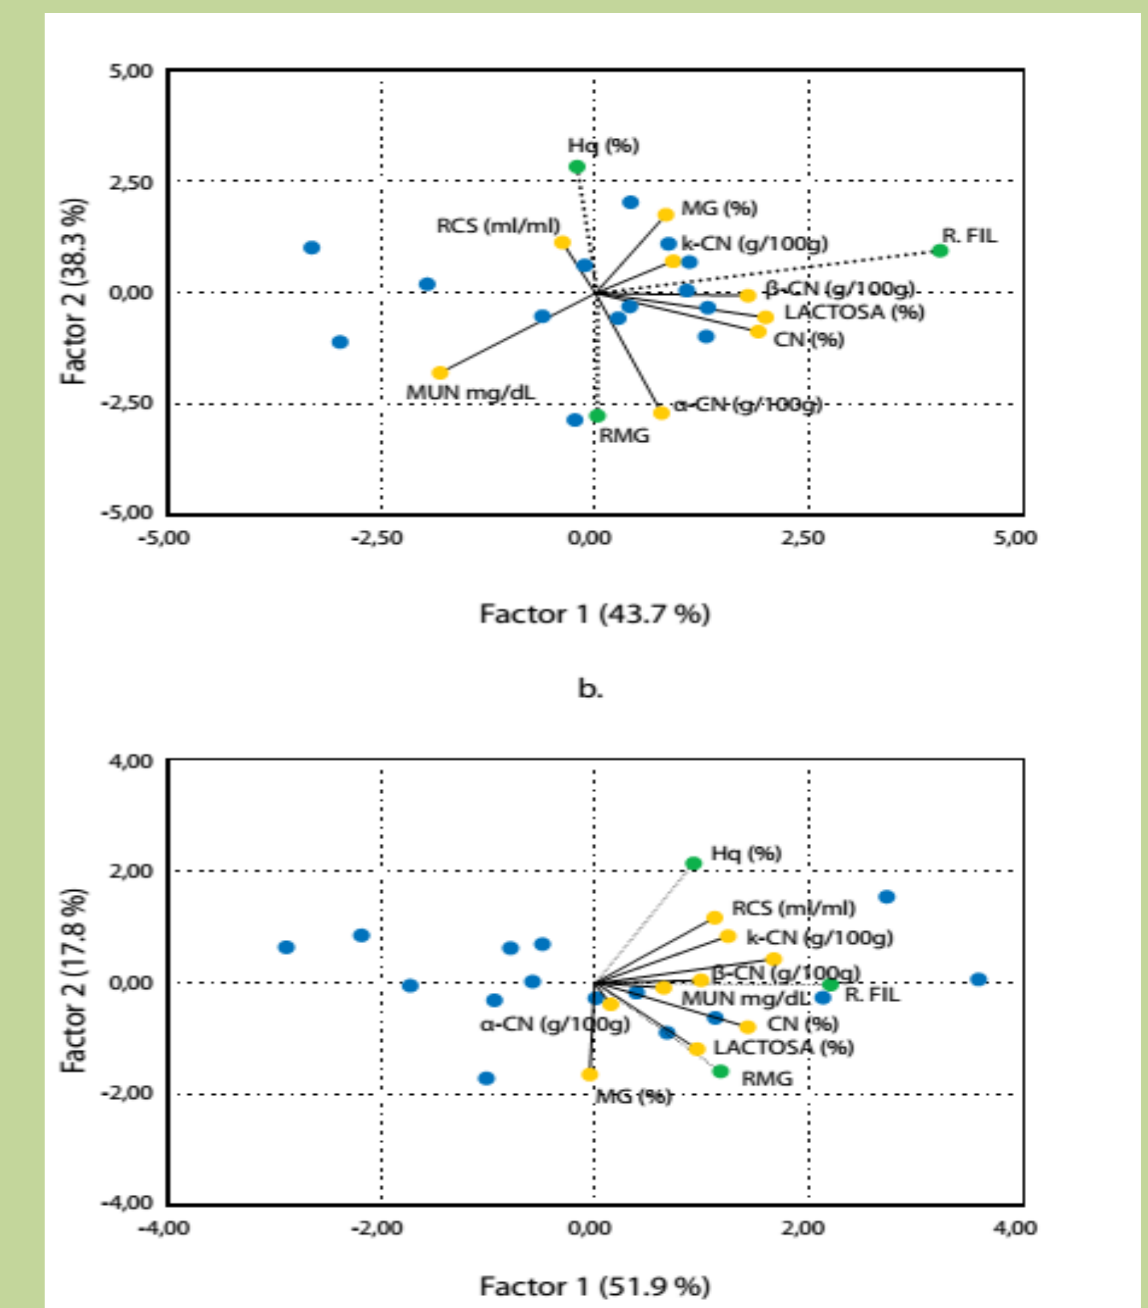 5,00
Hq (%)
2,50
MG (%)
RCS (ml/ml)
k-CN (g/100g)
R. FIL
0,00
β-CN (g/100g)
LACTOSA (%)
CN (%)
MUN mg/dL
-2,50
α-CN (g/100g)
RMG
-5,00
-5,00 -2,50 0,00 2,50 5,00
Factor 2 (38.3 %)
Factor 1 (43.7 %)
b.
4,00
Hq (%)
2,00
RCS (ml/ml)
k-CN (g/100g)
0,00
β-CN (g/100g)
MUN mg/dL
R. FIL
α-CN (g/100g)
CN (%)
LACTOSA (%)
RMG
-2,00
MG (%)
-4,00
-4,00 -2,00 0,00 2,00 4,00
Factor 2 (17.8 %)
Factor 1 (51.9 %)